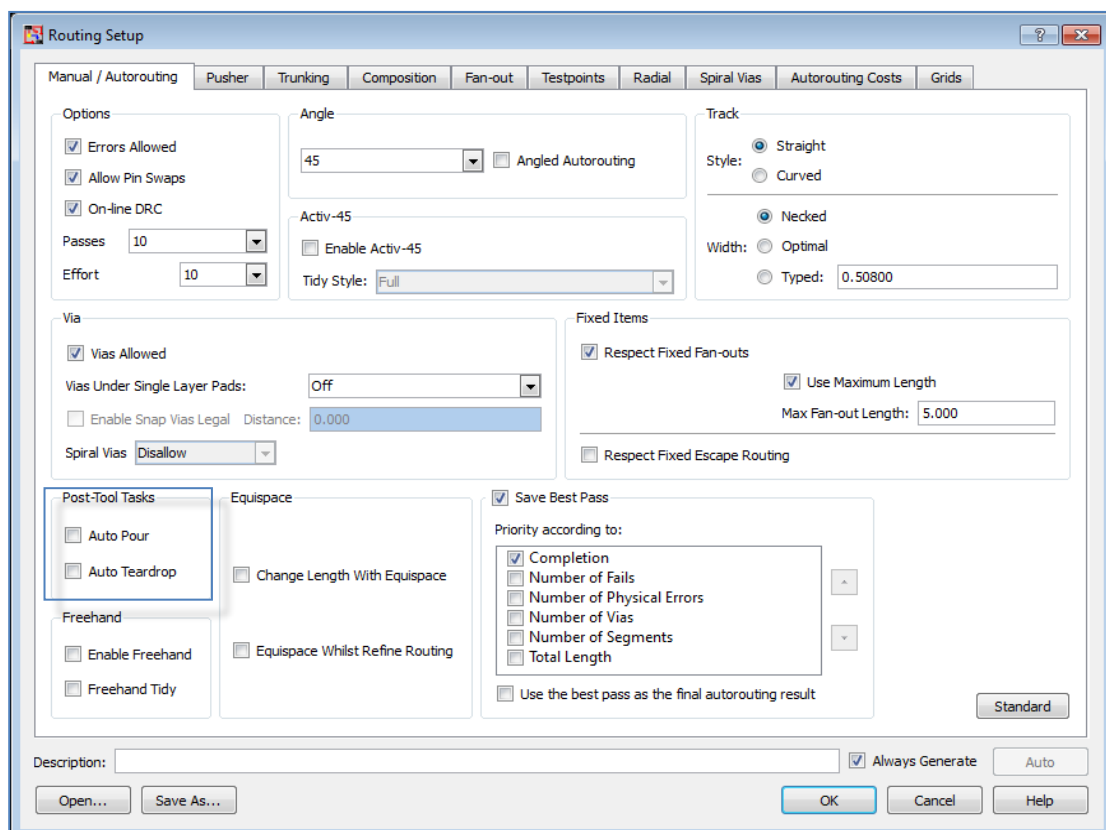 Routing Setup
Manual / Autorouting Pusher Trunking Composition Fan-out Testpoints Radial Spiral Vias Autorouting Costs Grids
Options
Errors Allowed
Allow Pin Swaps
On-line DRC
Passes 10
Effort 10
Angle
45 Angled Autorouting
Activ-45
Enable Activ-45
Tidy Style: Full
Track
Style: Straight
Curved
Necked
Width: Optimal
Typed: 0.50800
Via
Vias Allowed
Vias Under Single Layer Pads: Off
Enable Snap Vias Legal Distance: 0.000
Spiral Vias Disallow
Fixed Items
Respect Fixed Fan-outs
Use Maximum Length
Max Fan-out Length: 5.000
Respect Fixed Escape Routing
Post-Tool Tasks
Auto Pour
Auto Teardrop
Freehand
Enable Freehand
Freehand Tidy
Equispace
Change Length With Equispace
Equispace Whilst Refine Routing
Save Best Pass
Priority according to:
Completion
Number of Fails
Number of Physical Errors
Number of Vias
Number of Segments
Total Length
Use the best pass as the final autorouting result
Standard
Description: Always Generate Auto
Open... Save As... OK Cancel Help